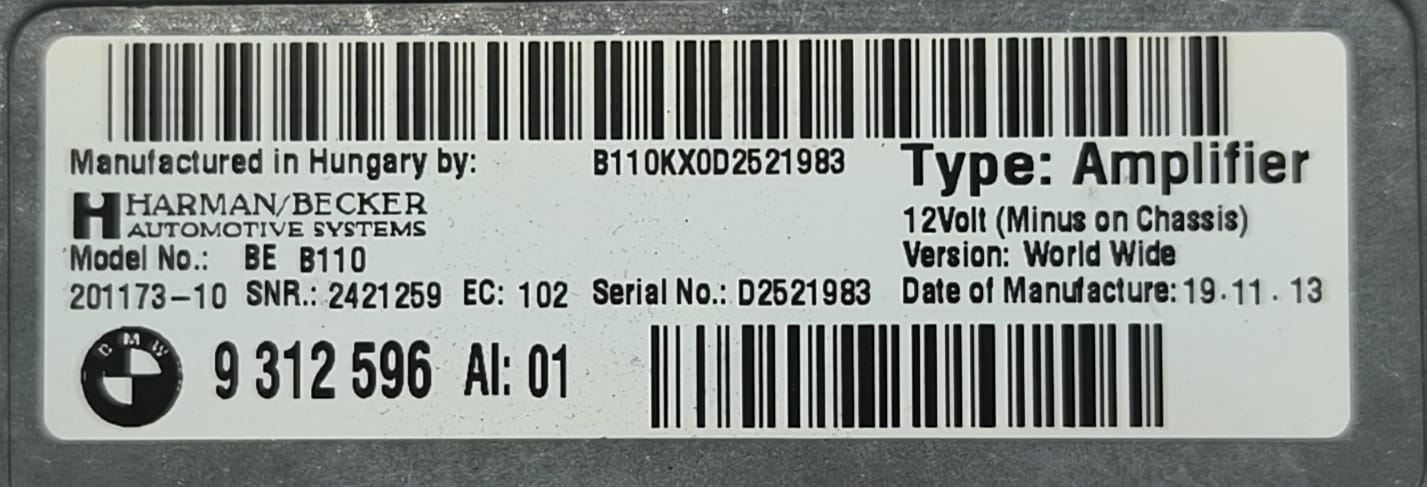 Manufactured in Hungary by:
B110KX0D2521983
Type: Amplifier
H HARMAN/BECKER
AUTOMOTIVE SYSTEMS
12Volt (Minus on Chassis)
Model No.: BE B110
Version: World Wide
201173-10 SNR.: 2421259 EC: 102 Serial No.: D2521983 Date of Manufacture: 19.11.13
BMW 9 312 596 AI: 01